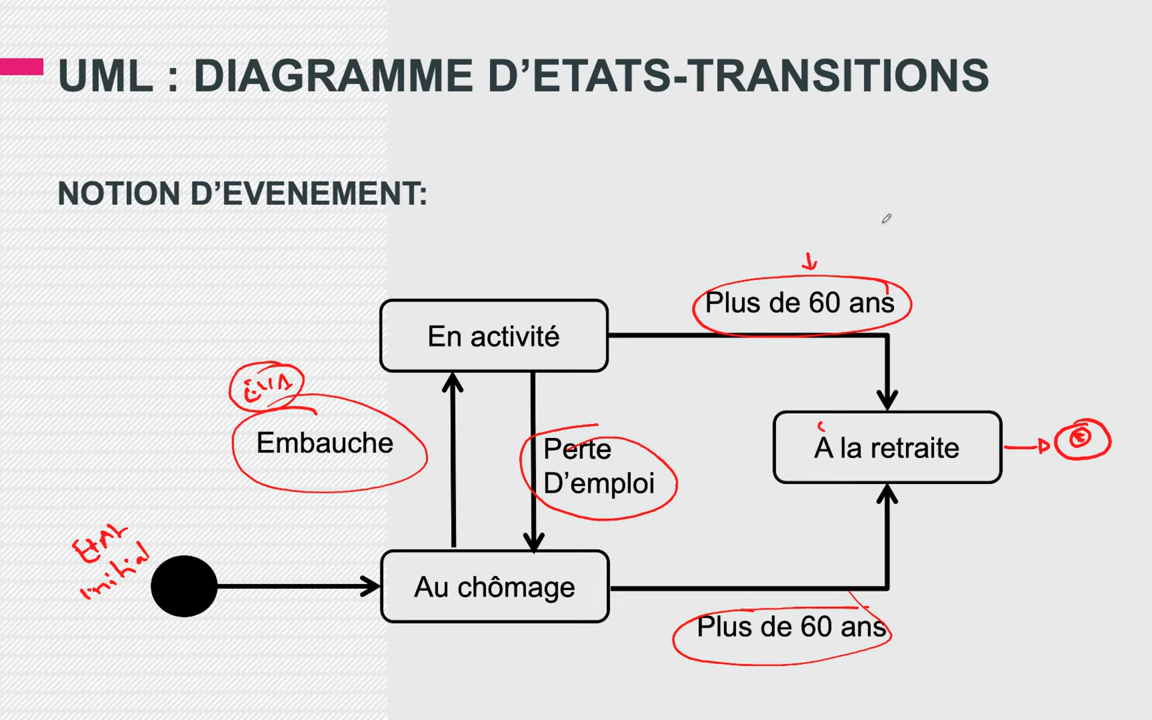 UML : DIAGRAMME D’ETATS-TRANSITIONS
NOTION D’EVENEMENT:
Plus de 60 ans
En activité
Embauche
Perte
D’emploi
À la retraite
Etat
initial
Au chômage
Plus de 60 ans